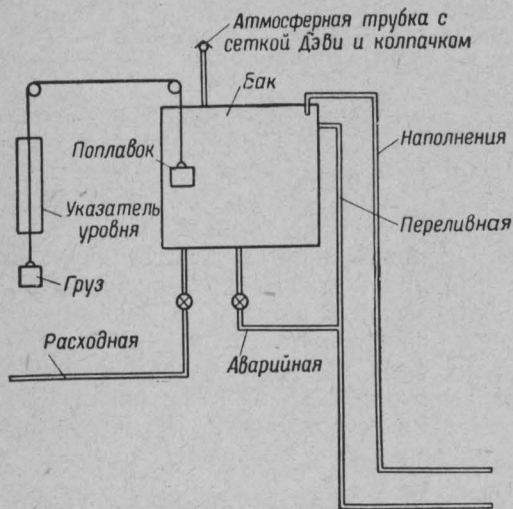 Атмосферная трубка с
сеткой Дэви и колпачком
Бак
Поплавок
Наполнения
Указатель
уровня
Переливная
Груз
Расходная
Аварийная